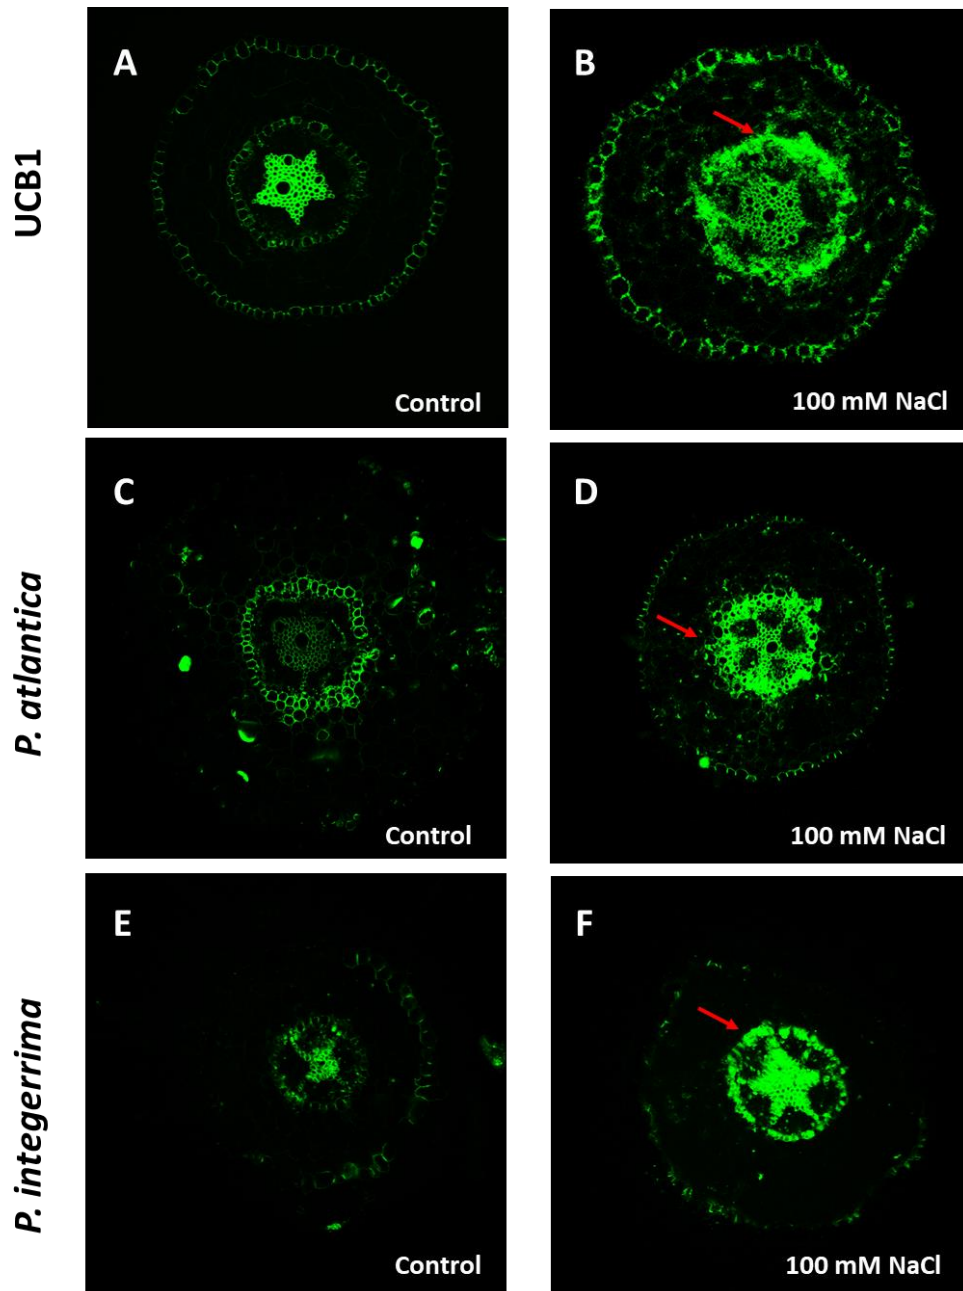 UCB1
A
Control
B
100 mM NaCl
P. atlantica
C
Control
D
100 mM NaCl
P. integerrima
E
Control
F
100 mM NaCl